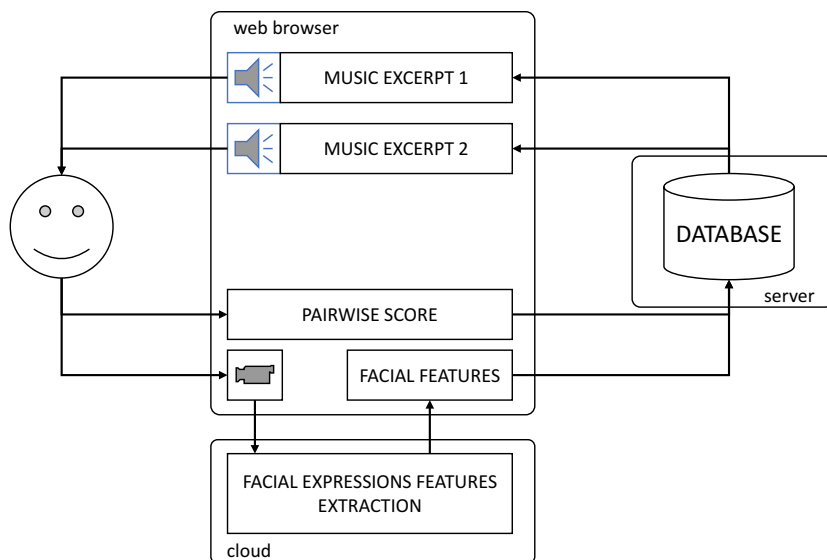 web browser
MUSIC EXCERPT 1
MUSIC EXCERPT 2
DATABASE
server
PAIRWISE SCORE
FACIAL FEATURES
FACIAL EXPRESSIONS FEATURES
EXTRACTION
cloud